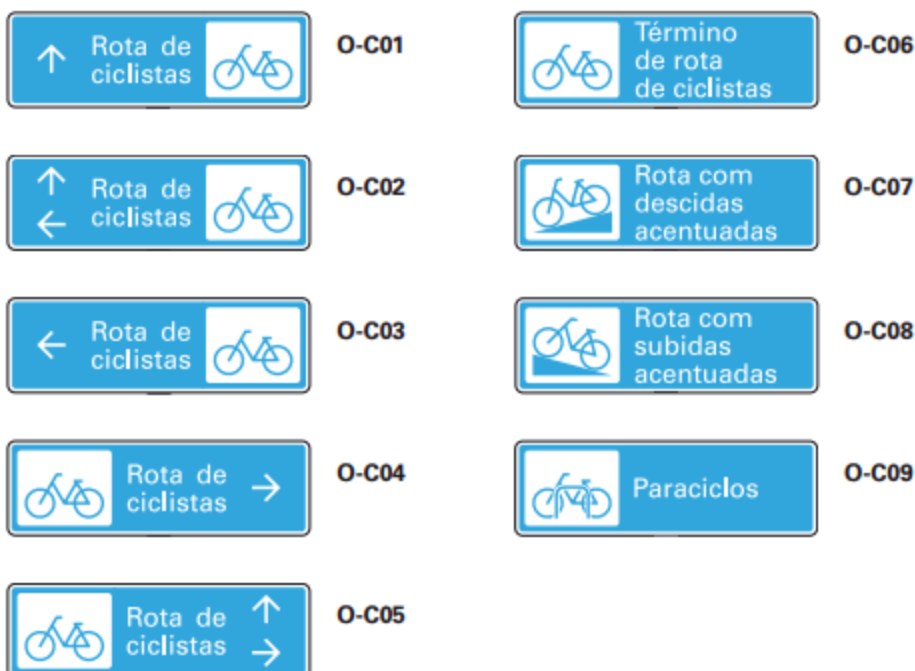 Rota de
ciclistas
O-C01
Rota de
ciclistas
O-C02
Rota de
ciclistas
O-C03
Rota de
ciclistas
O-C04
Rota de
ciclistas
O-C05
Término
de rota
de ciclistas
O-C06
Rota com
descidas
acentuadas
O-C07
Rota com
subidas
acentuadas
O-C08
Paraciclos
O-C09